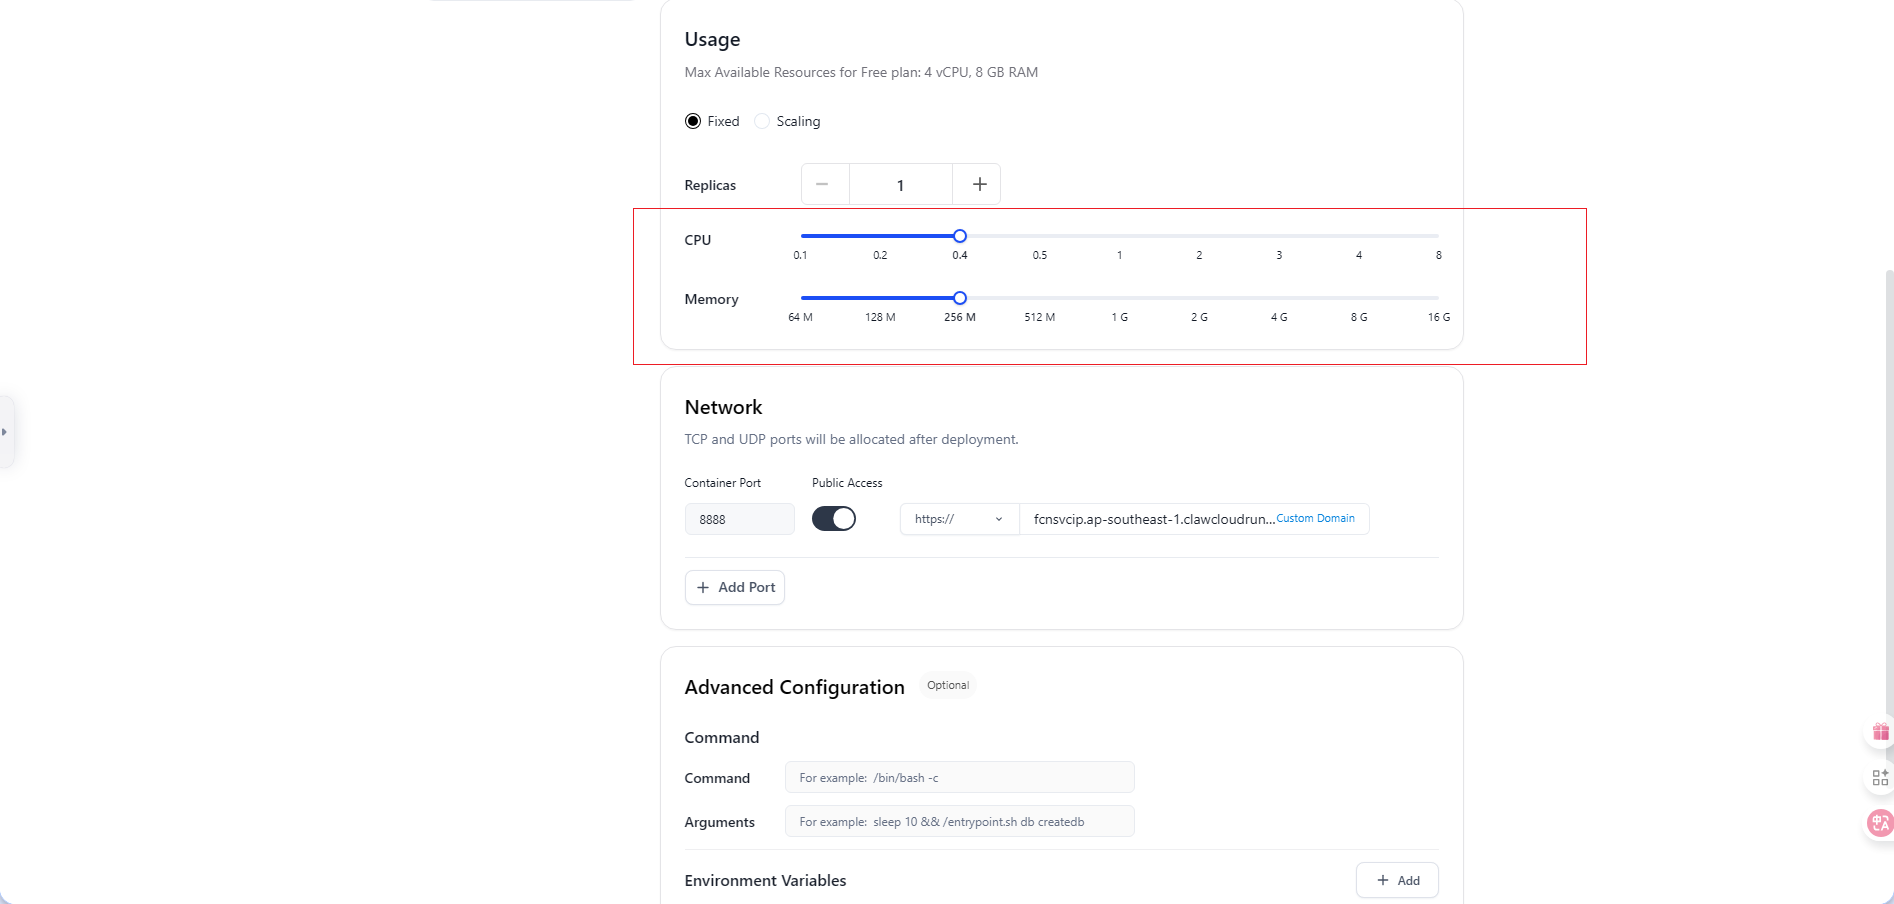 Usage
Max Available Resources for Free plan: 4 vCPU, 8 GB RAM
Fixed Scaling
Replicas 1
CPU
0.1 0.2 0.4 0.5 1 2 3 4 8
Memory
64 M 128 M 256 M 512 M 1 G 2 G 4 G 8 G 16 G
Network
TCP and UDP ports will be allocated after deployment.
Container Port Public Access
8888 https:// fcnsvcip.ap-southeast-1.clawcloudrun... Custom Domain
Add Port
Advanced Configuration Optional
Command
Command For example: /bin/bash -c
Arguments For example: sleep 10 && /entrypoint.sh db createdb
Environment Variables Add
中A